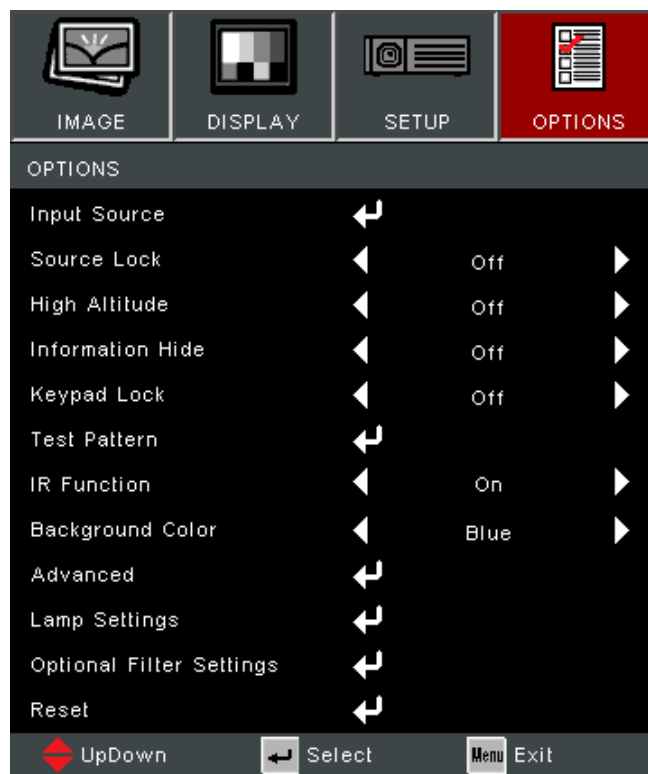 IMAGE DISPLAY SETUP OPTIONS
OPTIONS
Input Source
Source Lock Off
High Altitude Off
Information Hide Off
Keypad Lock Off
Test Pattern
IR Function On
Background Color Blue
Advanced
Lamp Settings
Optional Filter Settings
Reset
UpDown Select Menu Exit